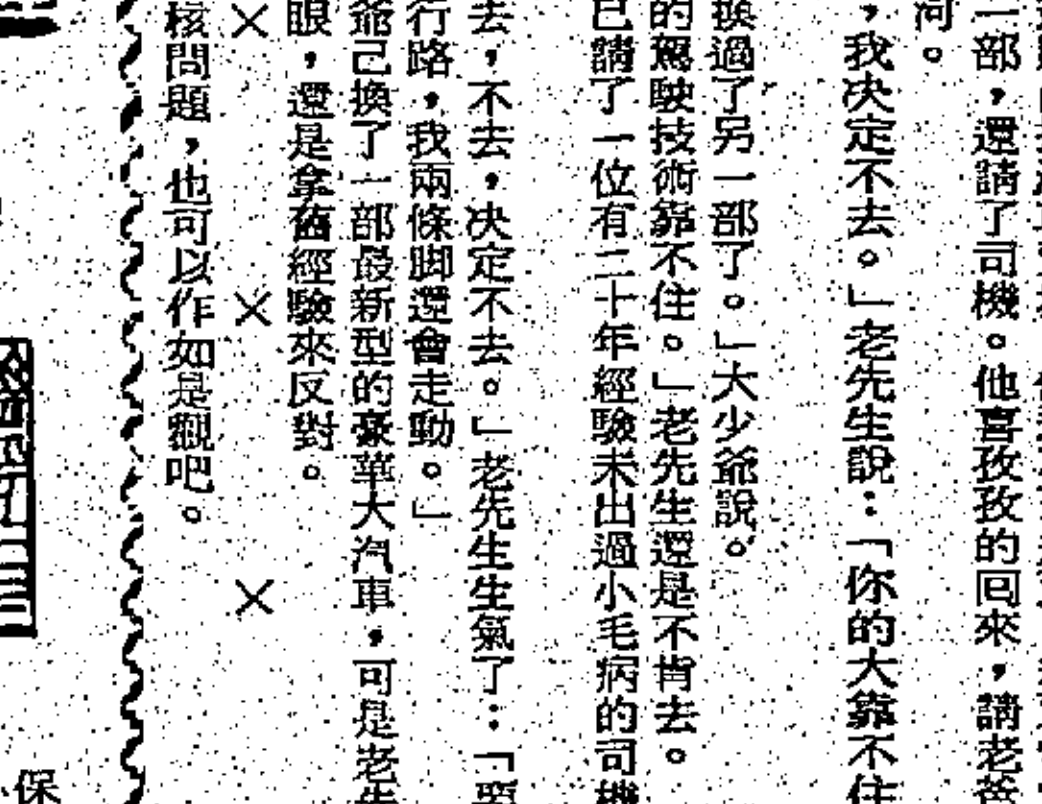 一部，還請了司機。他喜孜孜的回來，請老爺
河。
，我决定不去。」老先生說：「你的大靠不住
換過了另一部了。」大少爺說。
的駕駛技術靠不住。」老先生還是不肯去。
已請了一位有二十年經驗未出過小毛病的司機
去，不去，决定不去。」老先生生氣了：「要
行路，我兩條脚還會走動。」
爺己換了一部最新型的豪華大汽車，可是老先
眼，還是拿舊經驗來反對。
× × ×
核問題，也可以作如是觀吧。
保